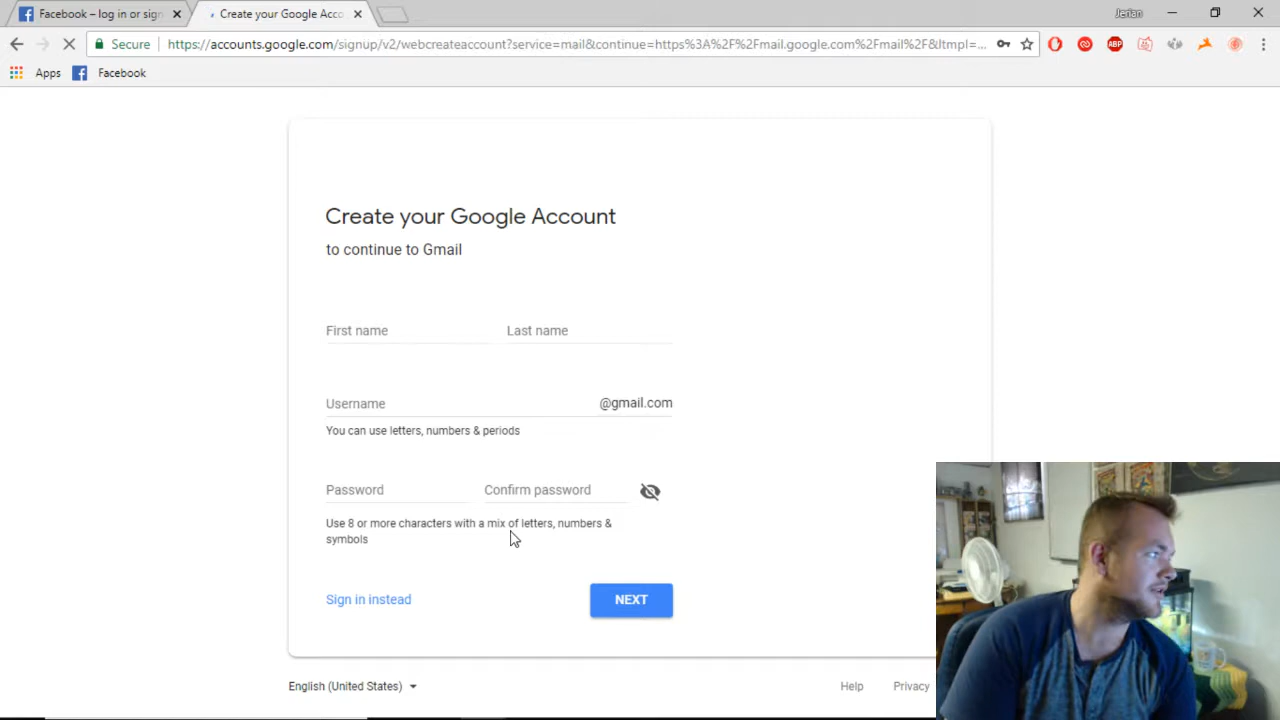 Facebook – log in or sign
Create your Google Acco
Jerian
Secure
https://accounts.google.com/signup/v2/webcreateaccount?service=mail&continue=https%3A%2F%2Fmail.google.com%2Fmail%2F&ltmpl=...
ABP
Apps
Facebook
Create your Google Account
to continue to Gmail
First name
Last name
Username
@gmail.com
You can use letters, numbers & periods
Password
Confirm password
Use 8 or more characters with a mix of letters, numbers &
symbols
Sign in instead
NEXT
English (United States)
Help
Privacy